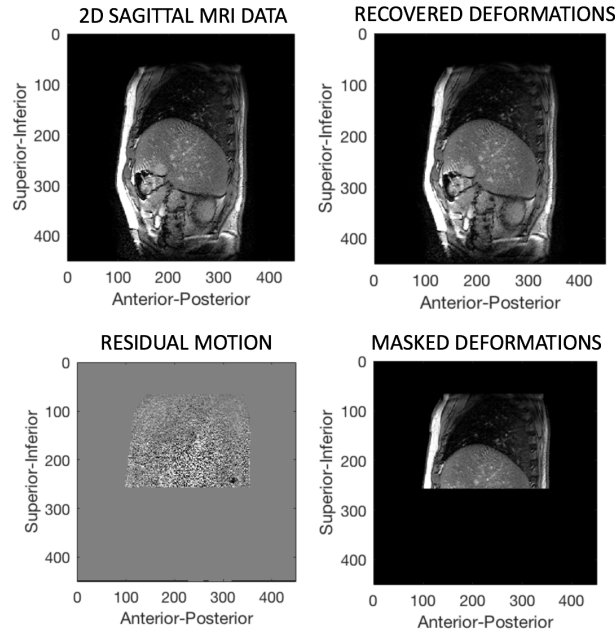 2D SAGITTAL MRI DATA
0
100
200
300
400
Superior-Inferior
0 100 200 300 400
Anterior-Posterior
RECOVERED DEFORMATIONS
0
100
200
300
400
Superior-Inferior
0 100 200 300 400
Anterior-Posterior
RESIDUAL MOTION
0
100
200
300
400
Superior-Inferior
0 100 200 300 400
Anterior-Posterior
MASKED DEFORMATIONS
0
100
200
300
400
Superior-Inferior
0 100 200 300 400
Anterior-Posterior